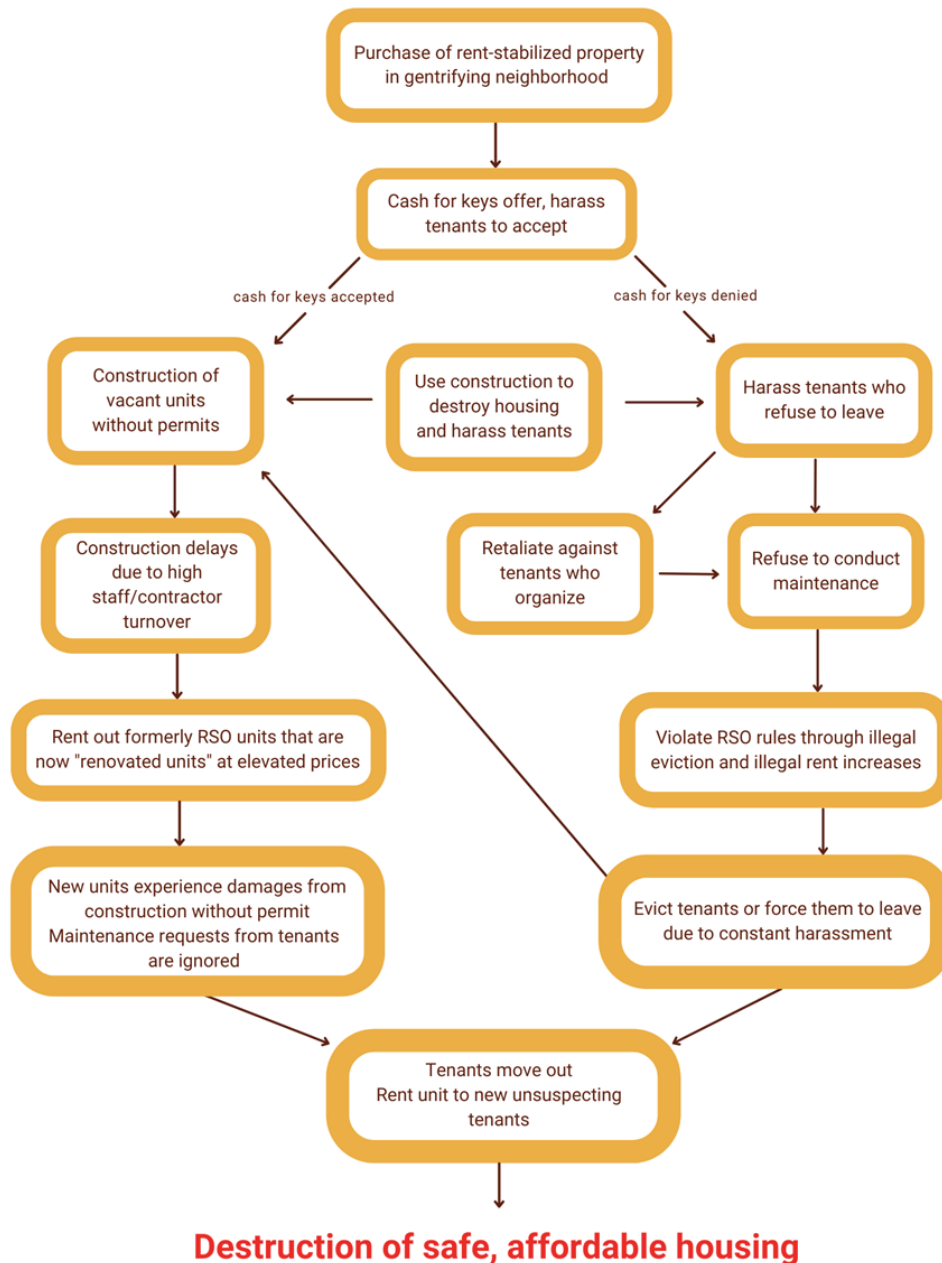 Purchase of rent-stabilized property
in gentrifying neighborhood
Cash for keys offer, harass
tenants to accept
cash for keys accepted
cash for keys denied
Construction of
vacant units
without permits
Use construction to
destroy housing
and harass tenants
Harass tenants who
refuse to leave
Construction delays
due to high
staff/contractor
turnover
Retaliate against
tenants who
organize
Refuse to conduct
maintenance
Rent out formerly RSO units that are
now "renovated units" at elevated prices
Violate RSO rules through illegal
eviction and illegal rent increases
New units experience damages from
construction without permit
Maintenance requests from tenants
are ignored
Evict tenants or force them to leave
due to constant harassment
Tenants move out
Rent unit to new unsuspecting
tenants
Destruction of safe, affordable housing